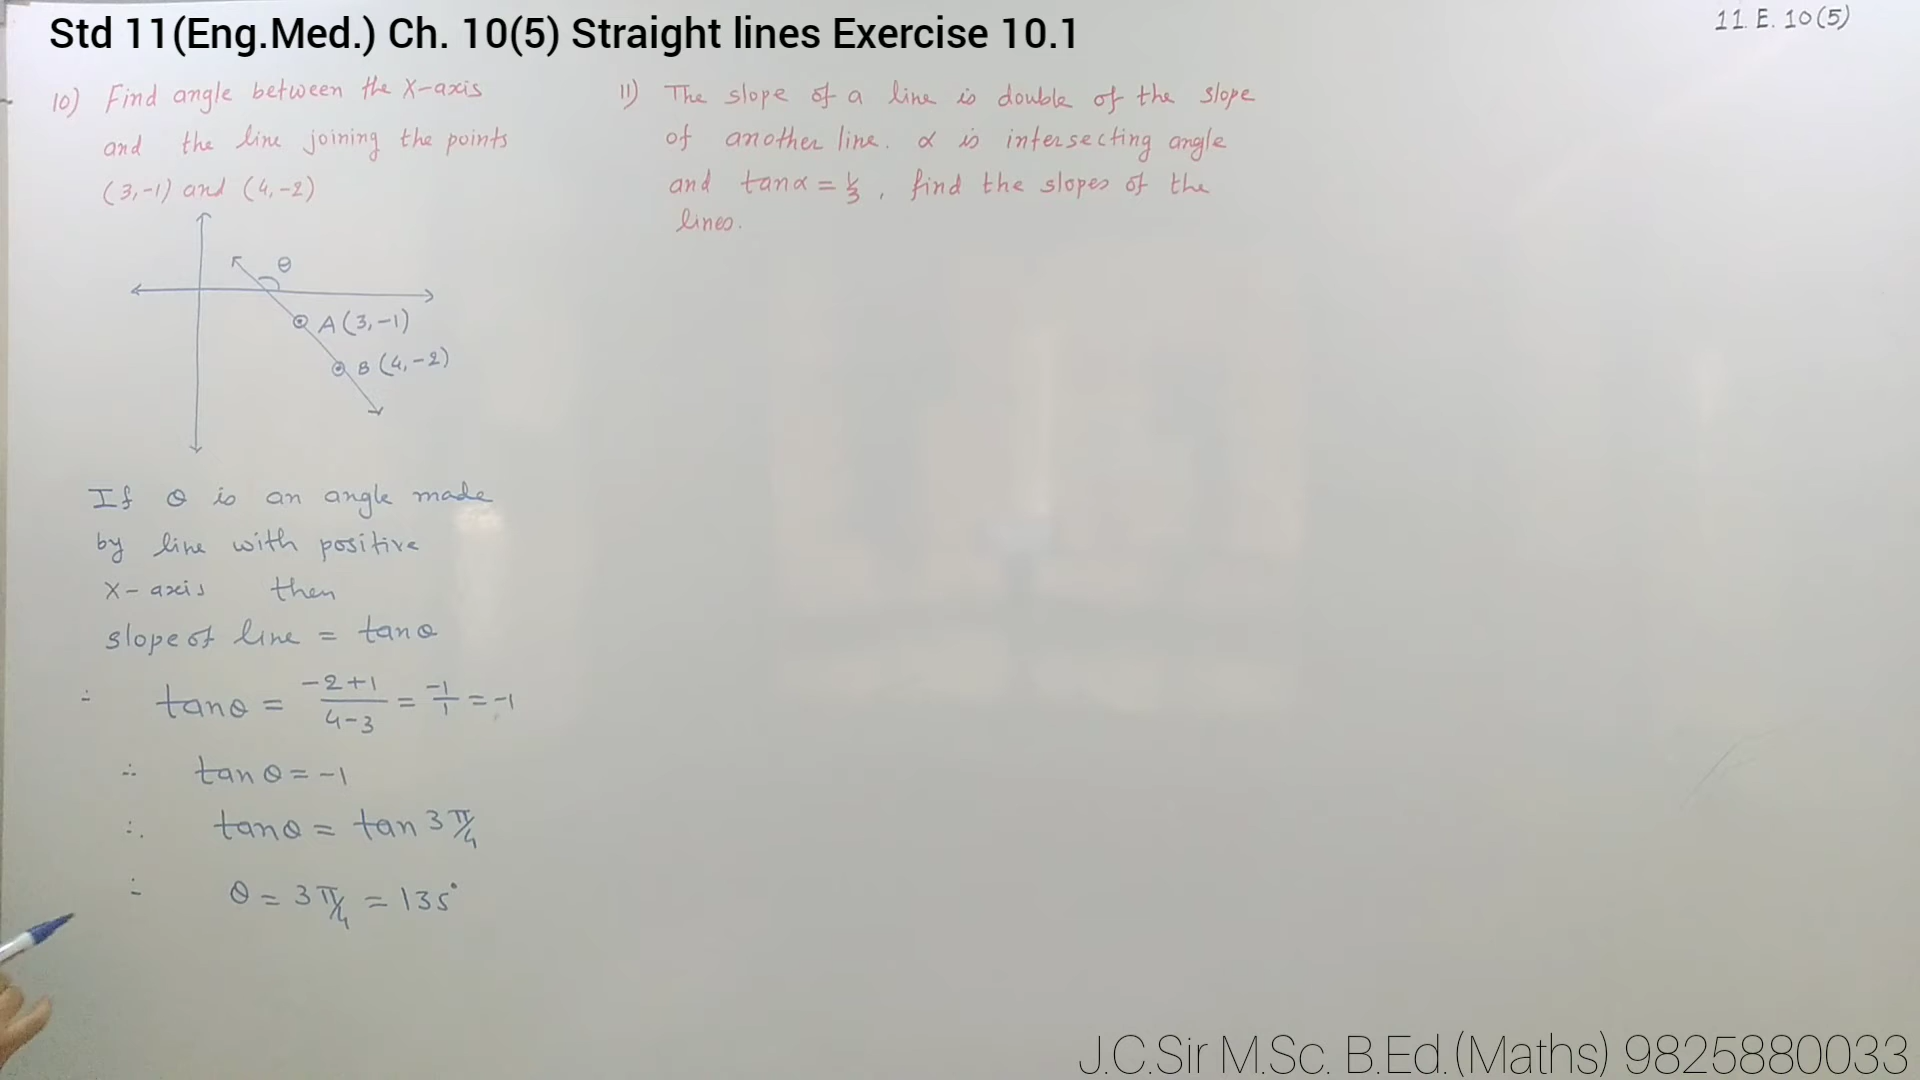 Std 11(Eng.Med.) Ch. 10(5) Straight lines Exercise 10.1
11. E. 10(5)
10) Find angle between the X-axis
and the line joining the points
(3,-1) and (4,-2)
θ
A(3,-1)
B(4,-2)
If θ is an angle made
by line with positive
X-axis then
slope of line = tanθ
∴ tanθ = (-2+1)/(4-3) = -1/1 = -1
∴ tanθ = -1
∴ tanθ = tan 3π/4
∴ θ = 3π/4 = 135°
11) The slope of a line is double of the slope
of another line. α is intersecting angle
and tanα = 1/3, find the slopes of the
lines.
J.C.Sir M.Sc. B.Ed.(Maths) 9825880033